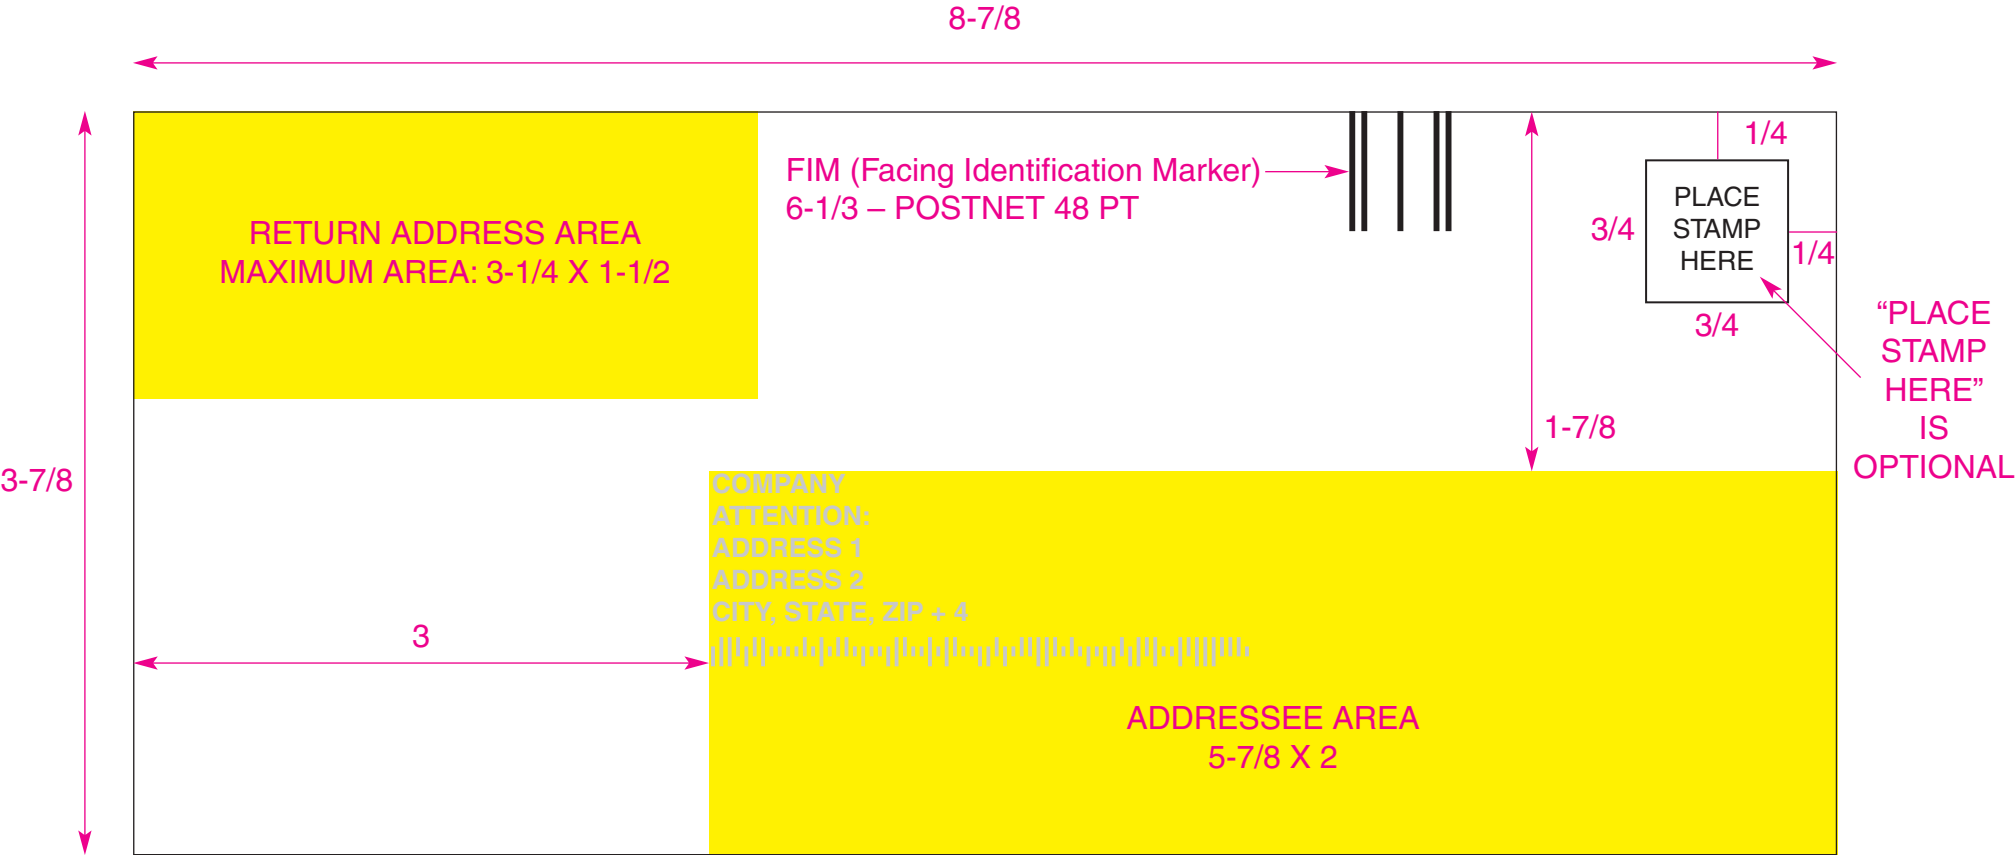 8-7/8
1/4
FIM (Facing Identification Marker)
6-1/3 – POSTNET 48 PT
PLACE
STAMP
HERE
3/4
1/4
RETURN ADDRESS AREA
MAXIMUM AREA: 3-1/4 X 1-1/2
3/4
“PLACE
STAMP
HERE”
IS
OPTIONAL
1-7/8
3-7/8
COMPANY
ATTENTION:
ADDRESS 1
ADDRESS 2
CITY, STATE, ZIP + 4
3
ADDRESSEE AREA
5-7/8 X 2